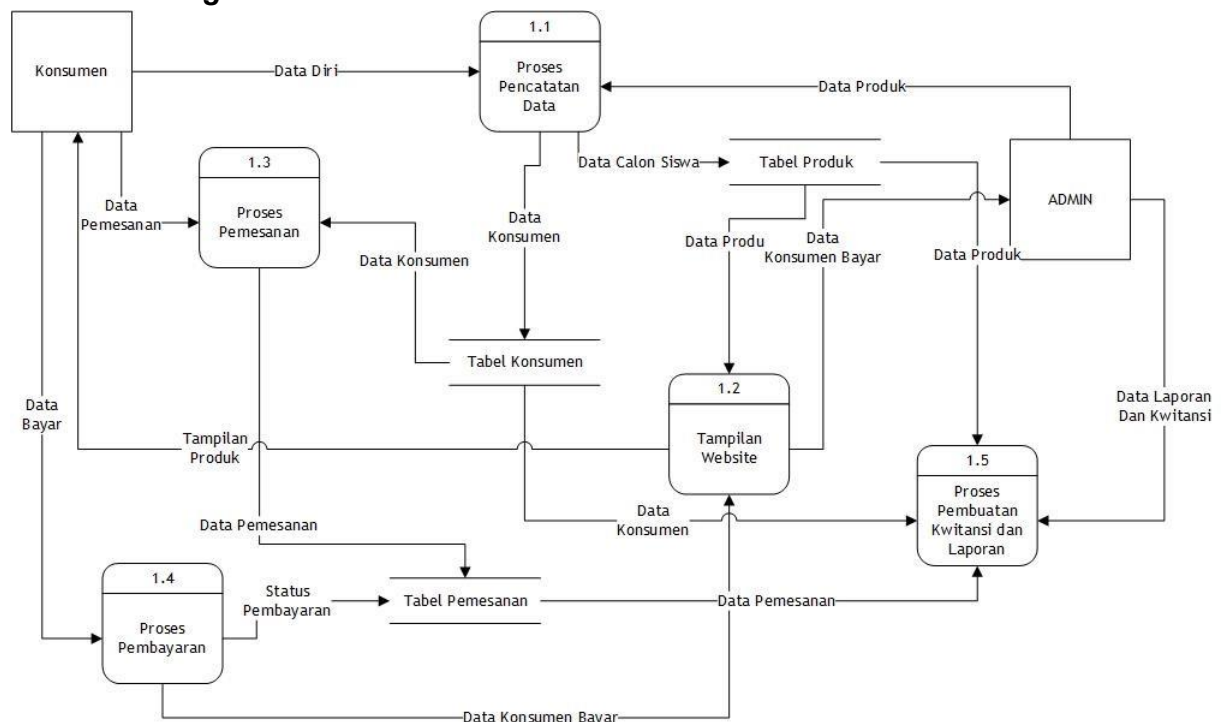 1.1
Konsumen
Data Diri
Proses
Pencatatan
Data
Data Produk
1.3
Data Calon Siswa
Tabel Produk
ADMIN
Data
Pemesanan
Proses
Pemesanan
Data
Konsumen
Data Produ
Data
Konsumen Bayar
Data Produk
Data Konsumen
Tabel Konsumen
1.2
Data
Bayar
Data Laporan
Dan Kwitansi
Tampilan
Produk
Tampilan
Website
1.5
Proses
Pembuatan
Kwitansi dan
Laporan
Data
Konsumen
Data Pemesanan
1.4
Status
Pembayaran
Tabel Pemesanan
Data Pemesanan
Proses
Pembayaran
Data Konsumen Bayar